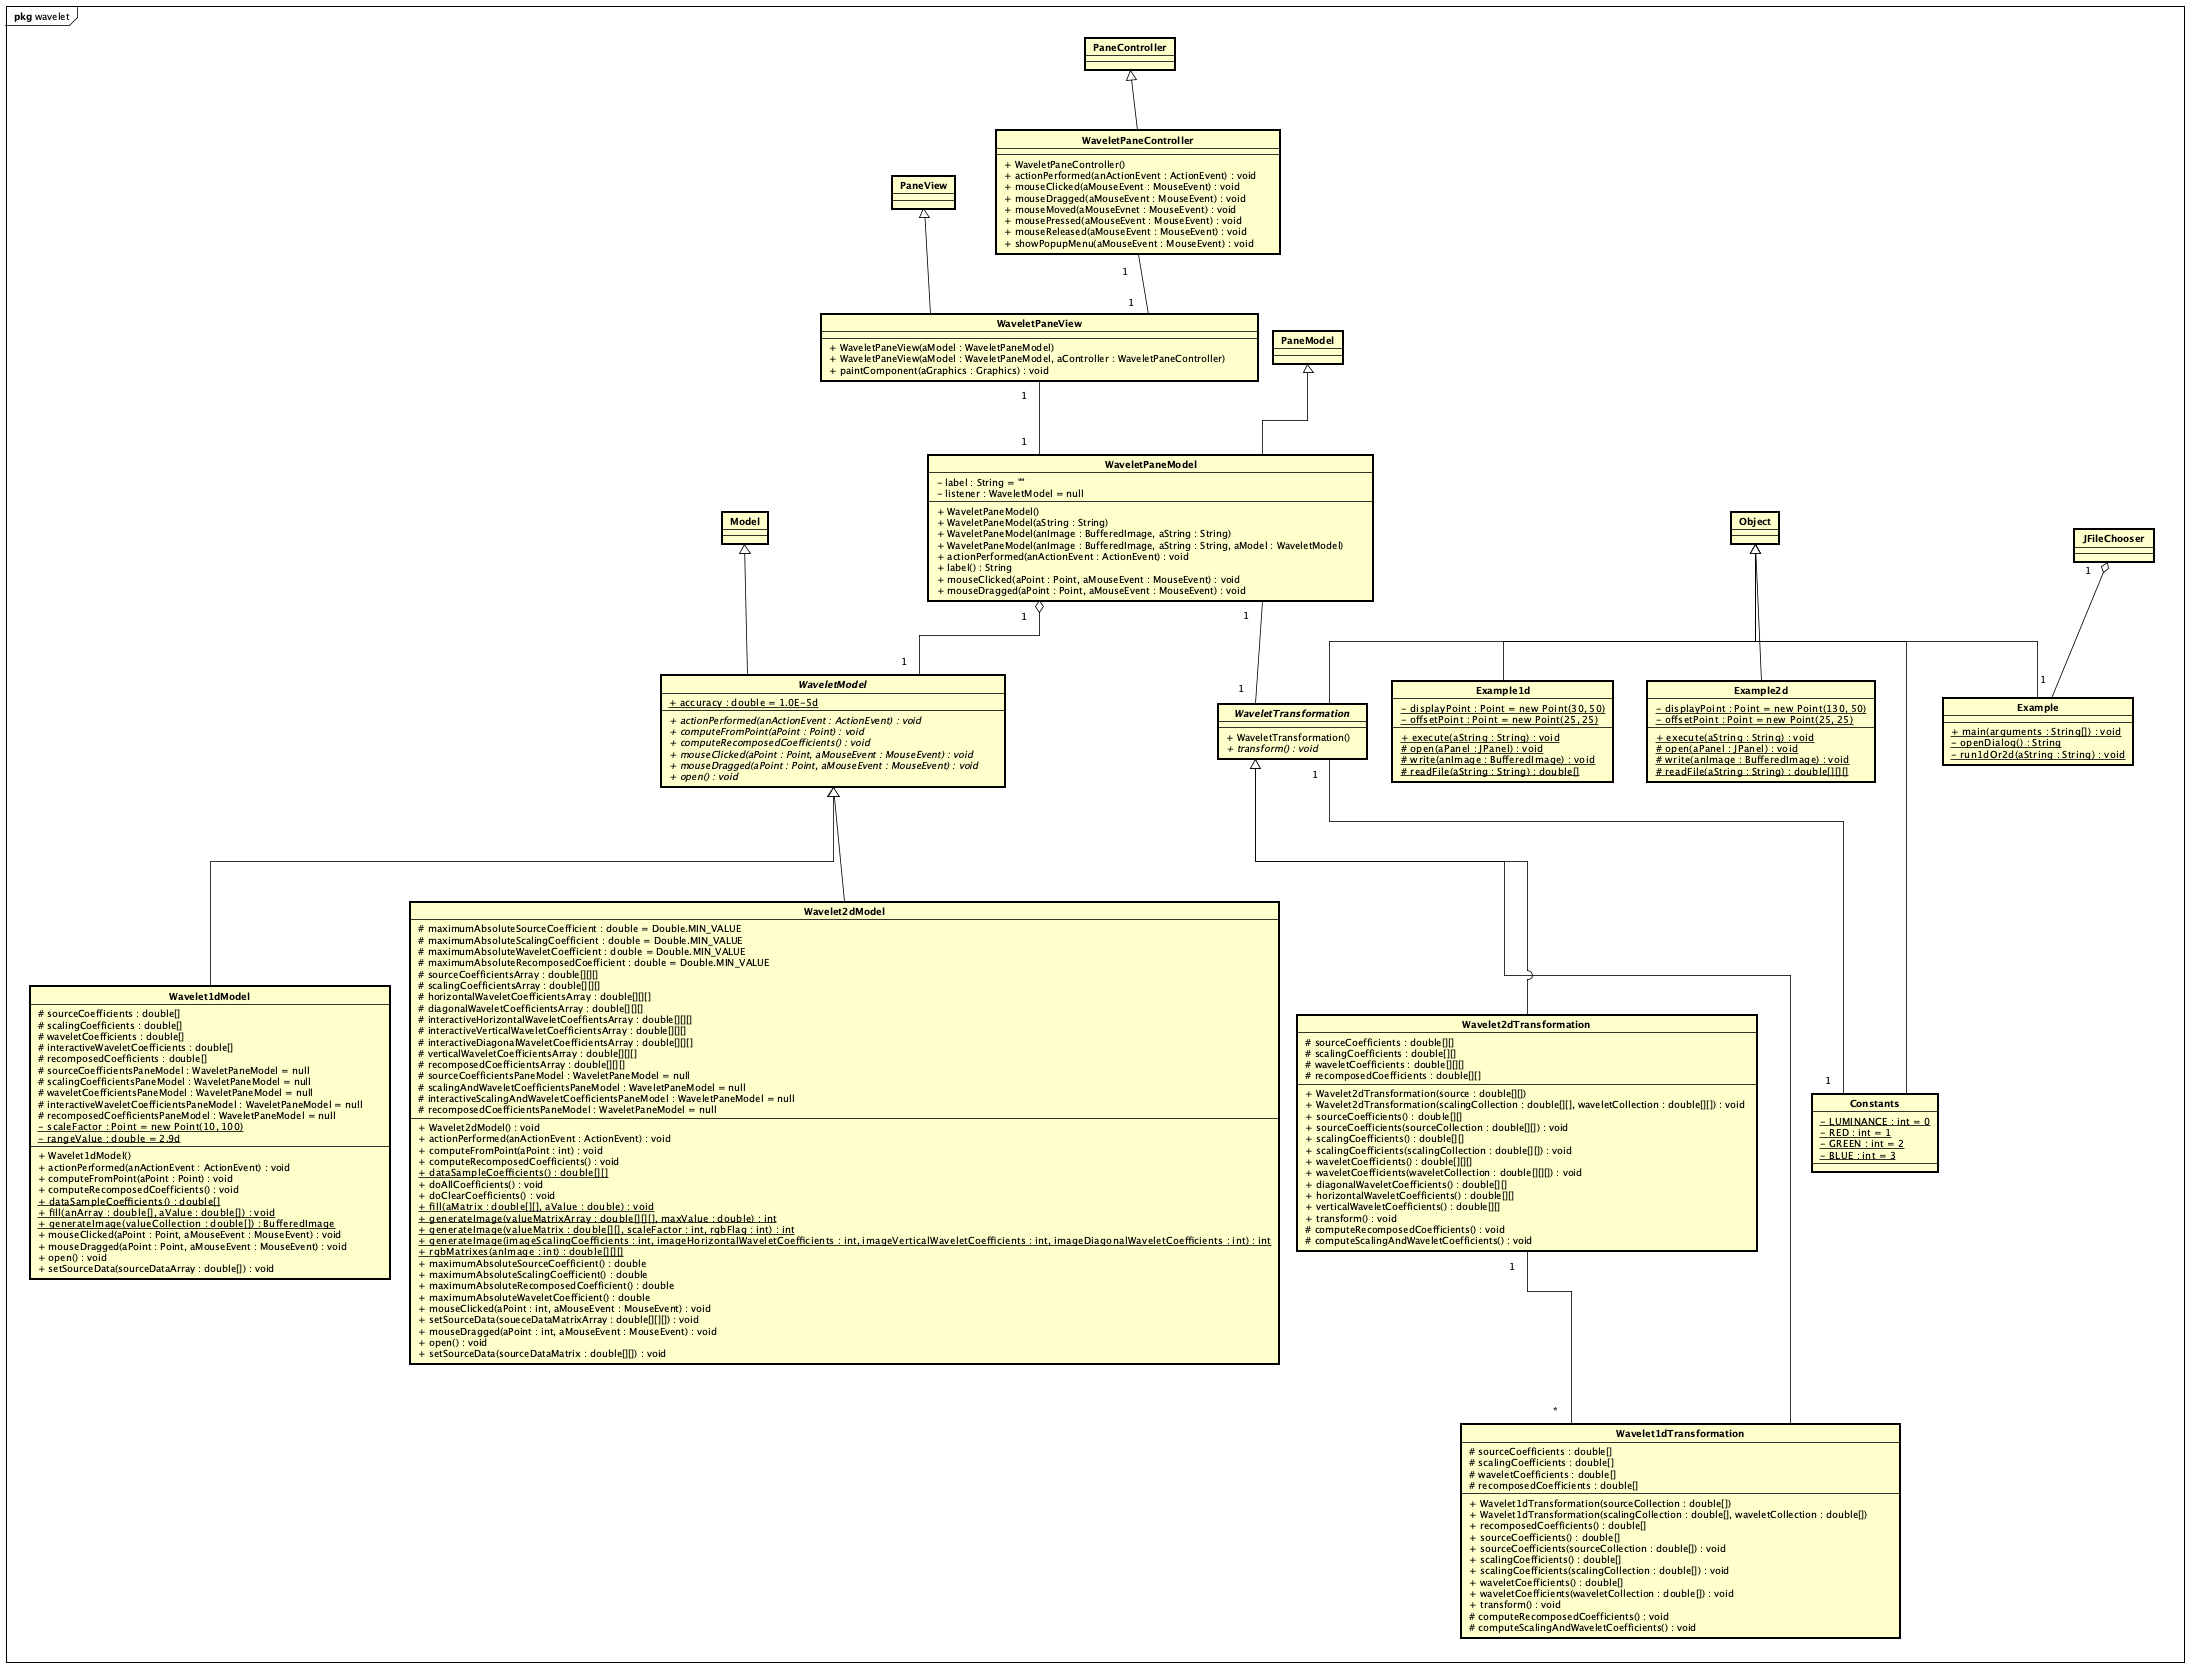 pkg wavelet
PaneController
WaveletPaneController
+ WaveletPaneController()
+ actionPerformed(anActionEvent : ActionEvent) : void
+ mouseClicked(aMouseEvent : MouseEvent) : void
+ mouseDragged(aMouseEvent : MouseEvent) : void
+ mouseMoved(aMouseEvnet : MouseEvent) : void
+ mousePressed(aMouseEvent : MouseEvent) : void
+ mouseReleased(aMouseEvent : MouseEvent) : void
+ showPopupMenu(aMouseEvent : MouseEvent) : void
PaneView
1
1
WaveletPaneView
+ WaveletPaneView(aModel : WaveletPaneModel)
+ WaveletPaneView(aModel : WaveletPaneModel, aController : WaveletPaneController)
+ paintComponent(aGraphics : Graphics) : void
PaneModel
1
1
WaveletPaneModel
- label : String = ""
- listener : WaveletModel = null
+ WaveletPaneModel()
+ WaveletPaneModel(aString : String)
+ WaveletPaneModel(anImage : BufferedImage, aString : String)
+ WaveletPaneModel(anImage : BufferedImage, aString : String, aModel : WaveletModel)
+ actionPerformed(anActionEvent : ActionEvent) : void
+ label() : String
+ mouseClicked(aPoint : Point, aMouseEvent : MouseEvent) : void
+ mouseDragged(aPoint : Point, aMouseEvent : MouseEvent) : void
Model
Object
JFileChooser
1
1
1
1
1
1
WaveletModel
+ accuracy : double = 1.0E-5d
+ actionPerformed(anActionEvent : ActionEvent) : void
+ computeFromPoint(aPoint : Point) : void
+ computeRecomposedCoefficients() : void
+ mouseClicked(aPoint : Point, aMouseEvent : MouseEvent) : void
+ mouseDragged(aPoint : Point, aMouseEvent : MouseEvent) : void
+ open() : void
WaveletTransformation
+ WaveletTransformation()
+ transform() : void
1
Example1d
- displayPoint : Point = new Point(30, 50)
- offsetPoint : Point = new Point(25, 25)
+ execute(aString : String) : void
# open(aPanel : JPanel) : void
# write(anImage : BufferedImage) : void
# readFile(aString : String) : double[]
Example2d
- displayPoint : Point = new Point(130, 50)
- offsetPoint : Point = new Point(25, 25)
+ execute(aString : String) : void
# open(aPanel : JPanel) : void
# write(anImage : BufferedImage) : void
# readFile(aString : String) : double[][][]
Example
+ main(arguments : String[]) : void
- openDialog() : String
- run1dOr2d(aString : String) : void
Wavelet1dModel
# sourceCoefficients : double[]
# scalingCoefficients : double[]
# waveletCoefficients : double[]
# interactiveWaveletCoefficients : double[]
# recomposedCoefficients : double[]
# sourceCoefficientsPaneModel : WaveletPaneModel = null
# scalingCoefficientsPaneModel : WaveletPaneModel = null
# waveletCoefficientsPaneModel : WaveletPaneModel = null
# interactiveWaveletCoefficientsPaneModel : WaveletPaneModel = null
# recomposedCoefficientsPaneModel : WaveletPaneModel = null
- scaleFactor : Point = new Point(10, 100)
- rangeValue : double = 2.9d
+ Wavelet1dModel()
+ actionPerformed(anActionEvent : ActionEvent) : void
+ computeFromPoint(aPoint : Point) : void
+ computeRecomposedCoefficients() : void
+ dataSampleCoefficients() : double[]
+ fill(anArray : double[], aValue : double[]) : void
+ generateImage(valueCollection : double[]) : BufferedImage
+ mouseClicked(aPoint : Point, aMouseEvent : MouseEvent) : void
+ mouseDragged(aPoint : Point, aMouseEvent : MouseEvent) : void
+ open() : void
+ setSourceData(sourceDataArray : double[]) : void
Wavelet2dModel
# maximumAbsoluteSourceCoefficient : double = Double.MIN_VALUE
# maximumAbsoluteScalingCoefficient : double = Double.MIN_VALUE
# maximumAbsoluteWaveletCoefficient : double = Double.MIN_VALUE
# maximumAbsoluteRecomposedCoefficient : double = Double.MIN_VALUE
# sourceCoefficientsArray : double[][][]
# scalingCoefficientsArray : double[][][]
# horizontalWaveletCoefficientsArray : double[][][]
# diagonalWaveletCoefficientsArray : double[][][]
# interactiveHorizontalWaveletCoeffientsArray : double[][][]
# interactiveVerticalWaveletCoefficientsArray : double[][][]
# interactiveDiagonalWaveletCoefficientsArray : double[][][]
# verticalWaveletCoefficientsArray : double[][][]
# recomposedCoefficientsArray : double[][][]
# sourceCoefficientsPaneModel : WaveletPaneModel = null
# scalingAndWaveletCoefficientsPaneModel : WaveletPaneModel = null
# interactiveScalingAndWaveletCoefficientsPaneModel : WaveletPaneModel = null
# recomposedCoefficientsPaneModel : WaveletPaneModel = null
+ Wavelet2dModel() : void
+ actionPerformed(anActionEvent : ActionEvent) : void
+ computeFromPoint(aPoint : int) : void
+ computeRecomposedCoefficients() : void
+ dataSampleCoefficients() : double[][]
+ doAllCoefficients() : void
+ doClearCoefficients() : void
+ fill(aMatrix : double[][], aValue : double) : void
+ generateImage(valueMatrixArray : double[][][], maxValue : double) : int
+ generateImage(valueMatrix : double[][], scaleFactor : int, rgbFlag : int) : int
+ generateImage(imageScalingCoefficients : int, imageHorizontalWaveletCoefficients : int, imageVerticalWaveletCoefficients : int, imageDiagonalWaveletCoefficients : int) : int
+ rgbMatrixes(anImage : int) : double[][][]
+ maximumAbsoluteSourceCoefficient() : double
+ maximumAbsoluteScalingCoefficient() : double
+ maximumAbsoluteRecomposedCoefficient() : double
+ maximumAbsoluteWaveletCoefficient() : double
+ mouseClicked(aPoint : int, aMouseEvent : MouseEvent) : void
+ setSourceData(soueceDataMatrixArray : double[][][]) : void
+ mouseDragged(aPoint : int, aMouseEvent : MouseEvent) : void
+ open() : void
+ setSourceData(sourceDataMatrix : double[][]) : void
Wavelet2dTransformation
# sourceCoefficients : double[][]
# scalingCoefficients : double[][]
# waveletCoefficients : double[][][]
# recomposedCoefficients : double[][]
+ Wavelet2dTransformation(source : double[][])
+ Wavelet2dTransformation(scalingCollection : double[][], waveletCollection : double[][]) : void
+ sourceCoefficients() : double[][]
+ sourceCoefficients(sourceCollection : double[][]) : void
+ scalingCoefficients() : double[][]
+ scalingCoefficients(scalingCollection : double[][]) : void
+ waveletCoefficients() : double[][][]
+ waveletCoefficients(waveletCollection : double[][][]) : void
+ diagonalWaveletCoefficients() : double[][]
+ horizontalWaveletCoefficients() : double[][]
+ verticalWaveletCoefficients() : double[][]
+ transform() : void
# computeRecomposedCoefficients() : void
# computeScalingAndWaveletCoefficients() : void
1
Constants
- LUMINANCE : int = 0
- RED : int = 1
- GREEN : int = 2
- BLUE : int = 3
1
*
Wavelet1dTransformation
# sourceCoefficients : double[]
# scalingCoefficients : double[]
# waveletCoefficients : double[]
# recomposedCoefficients : double[]
+ Wavelet1dTransformation(sourceCollection : double[])
+ Wavelet1dTransformation(scalingCollection : double[], waveletCollection : double[])
+ recomposedCoefficients() : double[]
+ sourceCoefficients() : double[]
+ sourceCoefficients(sourceCollection : double[]) : void
+ scalingCoefficients() : double[]
+ scalingCoefficients(scalingCollection : double[]) : void
+ waveletCoefficients() : double[]
+ waveletCoefficients(waveletCollection : double[]) : void
+ transform() : void
# computeRecomposedCoefficients() : void
# computeScalingAndWaveletCoefficients() : void